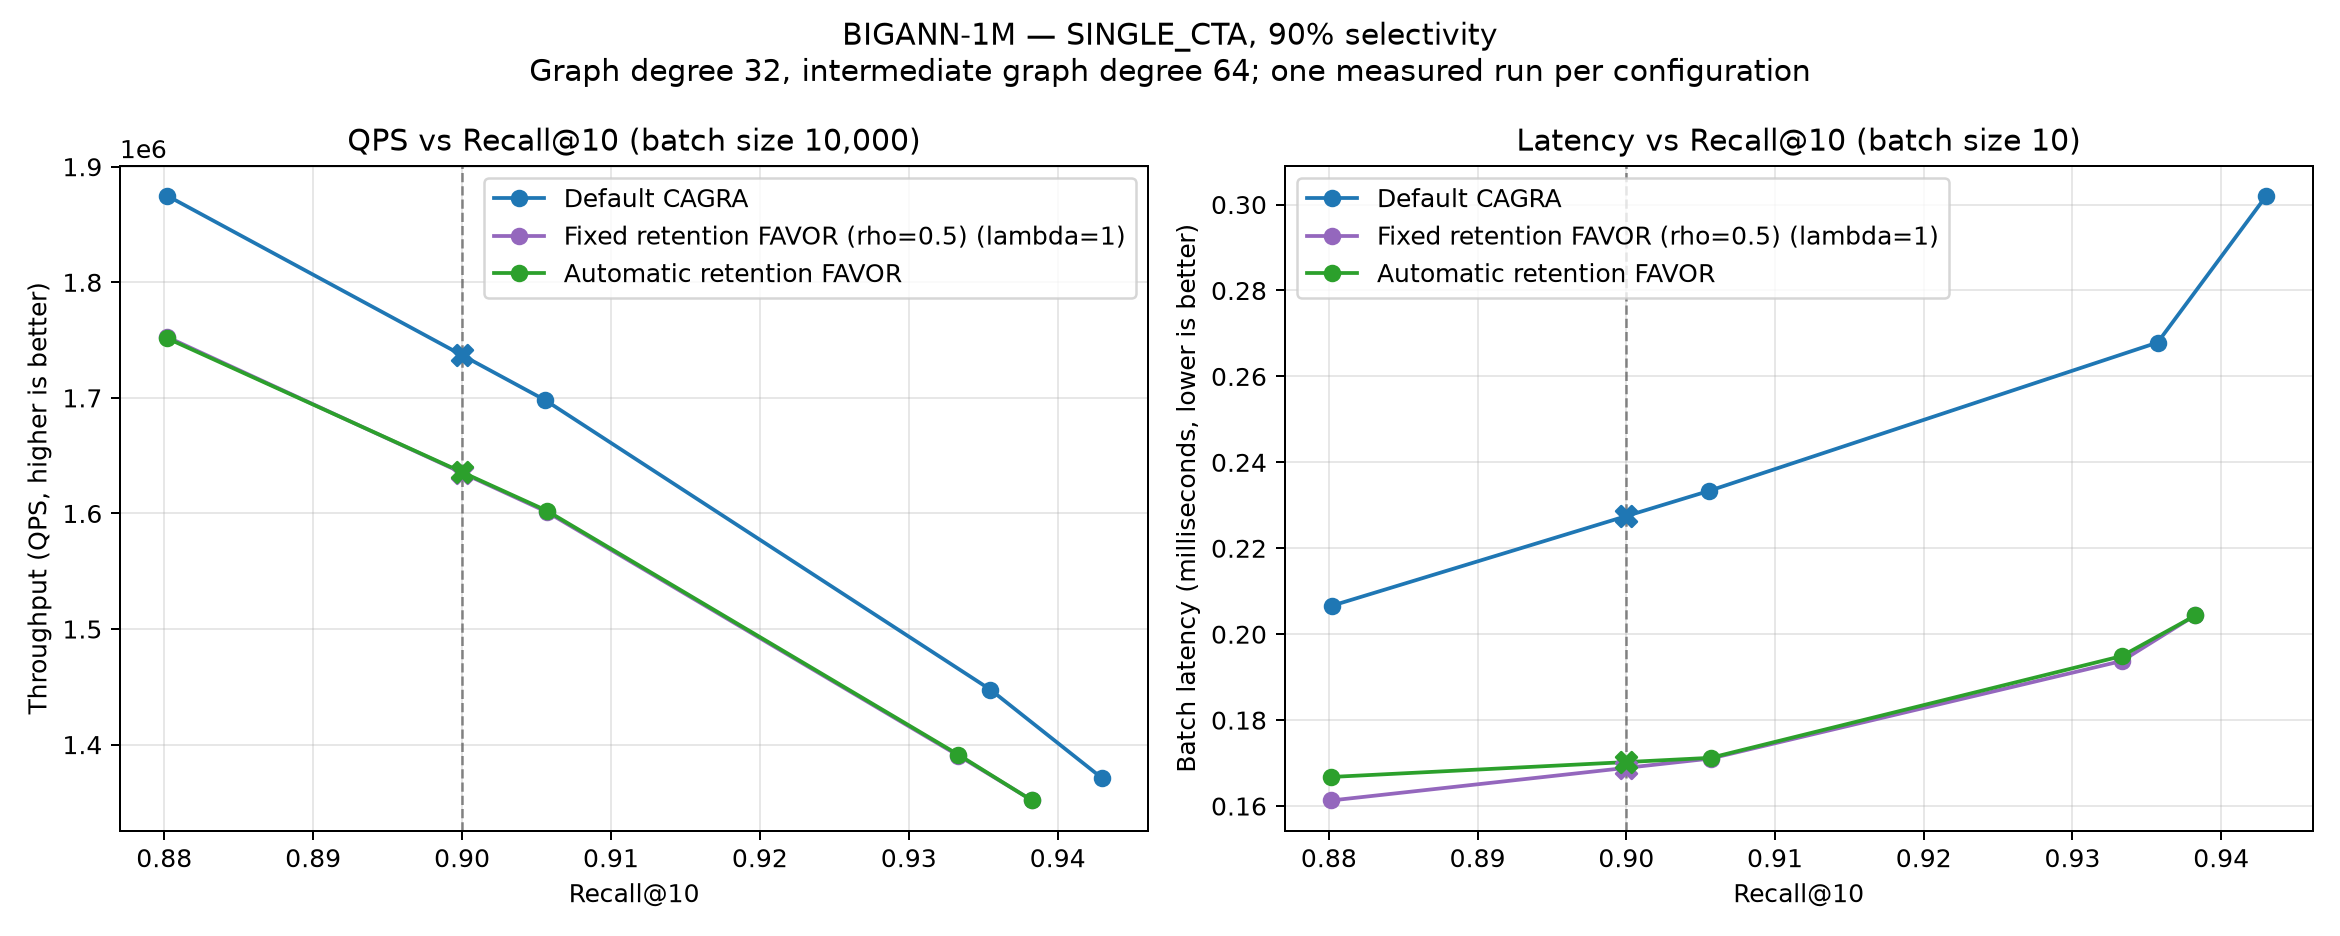 BIGANN-1M — SINGLE_CTA, 90% selectivity
Graph degree 32, intermediate graph degree 64; one measured run per configuration
QPS vs Recall@10 (batch size 10,000)
1e6
Throughput (QPS, higher is better)
1.9
1.8
1.7
1.6
1.5
1.4
Default CAGRA
Fixed retention FAVOR (rho=0.5) (lambda=1)
Automatic retention FAVOR
0.88 0.89 0.90 0.91 0.92 0.93 0.94
Recall@10
Latency vs Recall@10 (batch size 10)
Batch latency (milliseconds, lower is better)
0.30
0.28
0.26
0.24
0.22
0.20
0.18
0.16
Default CAGRA
Fixed retention FAVOR (rho=0.5) (lambda=1)
Automatic retention FAVOR
0.88 0.89 0.90 0.91 0.92 0.93 0.94
Recall@10